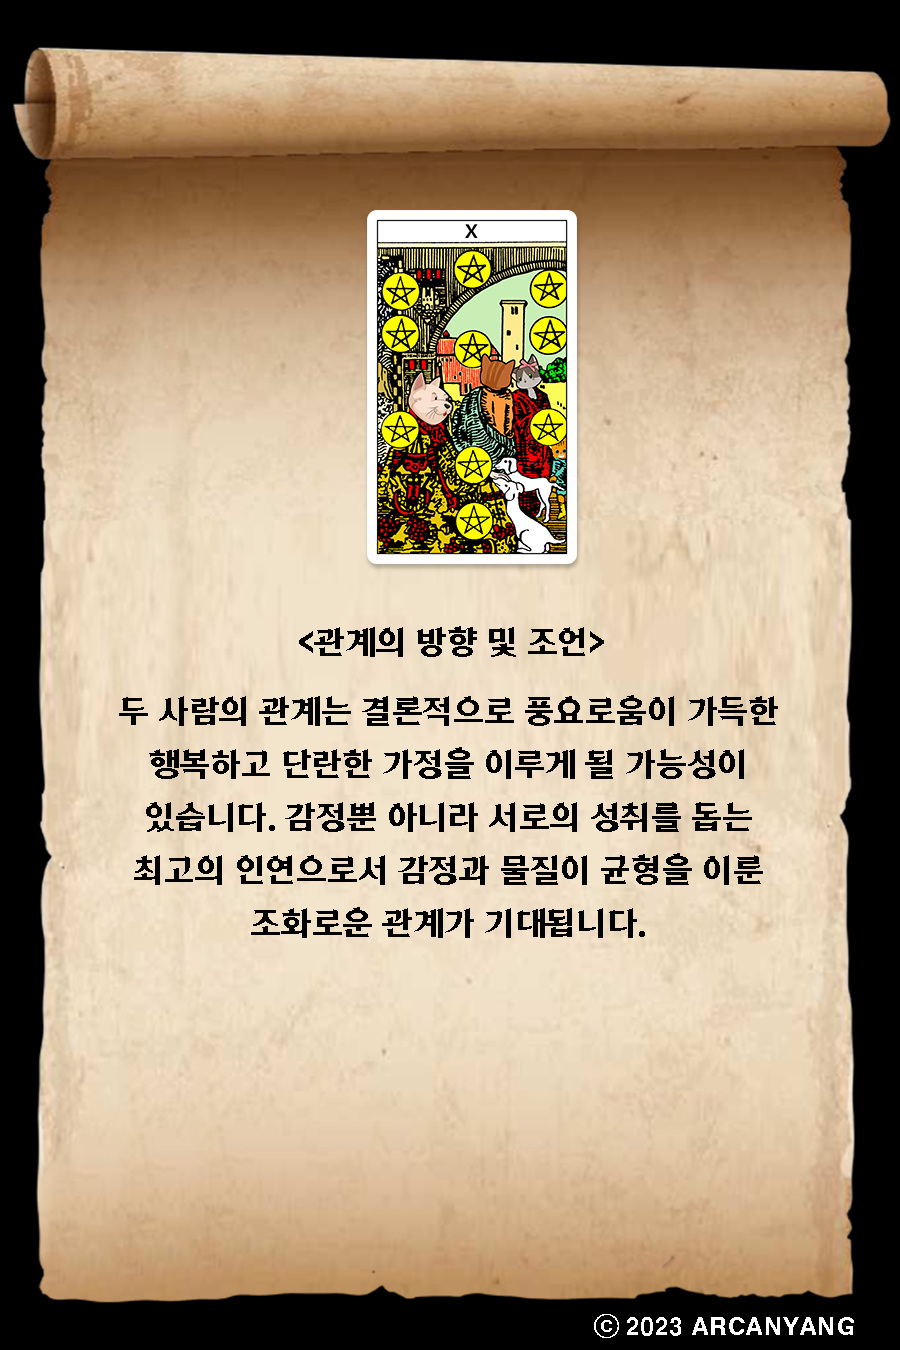 X
<관계의 방향 및 조언>
두 사람의 관계는 결론적으로 풍요로움이 가득한
행복하고 단란한 가정을 이루게 될 가능성이
있습니다. 감정뿐 아니라 서로의 성취를 돕는
최고의 인연으로서 감정과 물질이 균형을 이룬
조화로운 관계가 기대됩니다.
ⓒ 2023 ARCANYANG